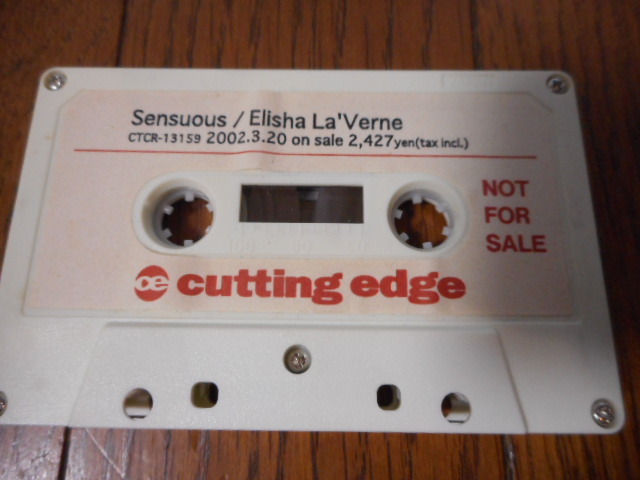 Sensuous / Elisha La'Verne
CTCR-13159 2002.3.20 on sale 2,427yen(tax incl.)
NOT
FOR
SALE
ce cutting edge